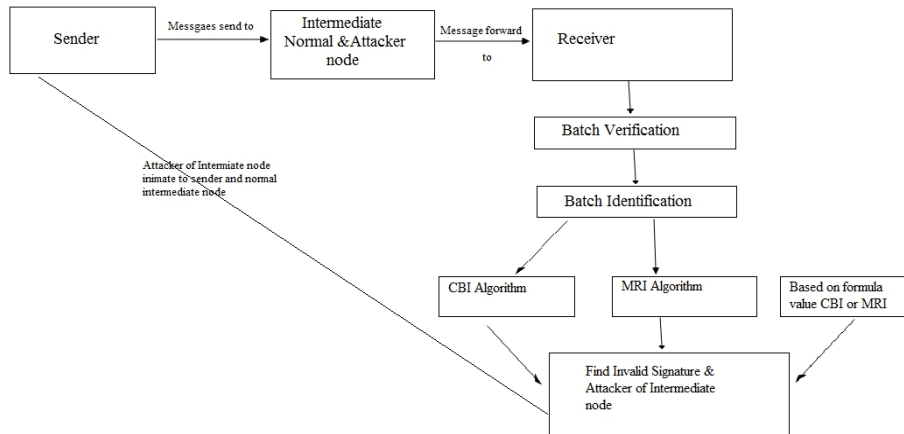 Sender
Messgaes send to
Intermediate
Normal &Attacker
node
Message forward
to
Receiver
Batch Verification
Attacker of Intermiate node
inimate to sender and normal
intermediate node
Batch Identification
CBI Algorithm
MRI Algorithm
Based on formula
value CBI or MRI
Find Invalid Signature &
Attacker of Intermediate
node